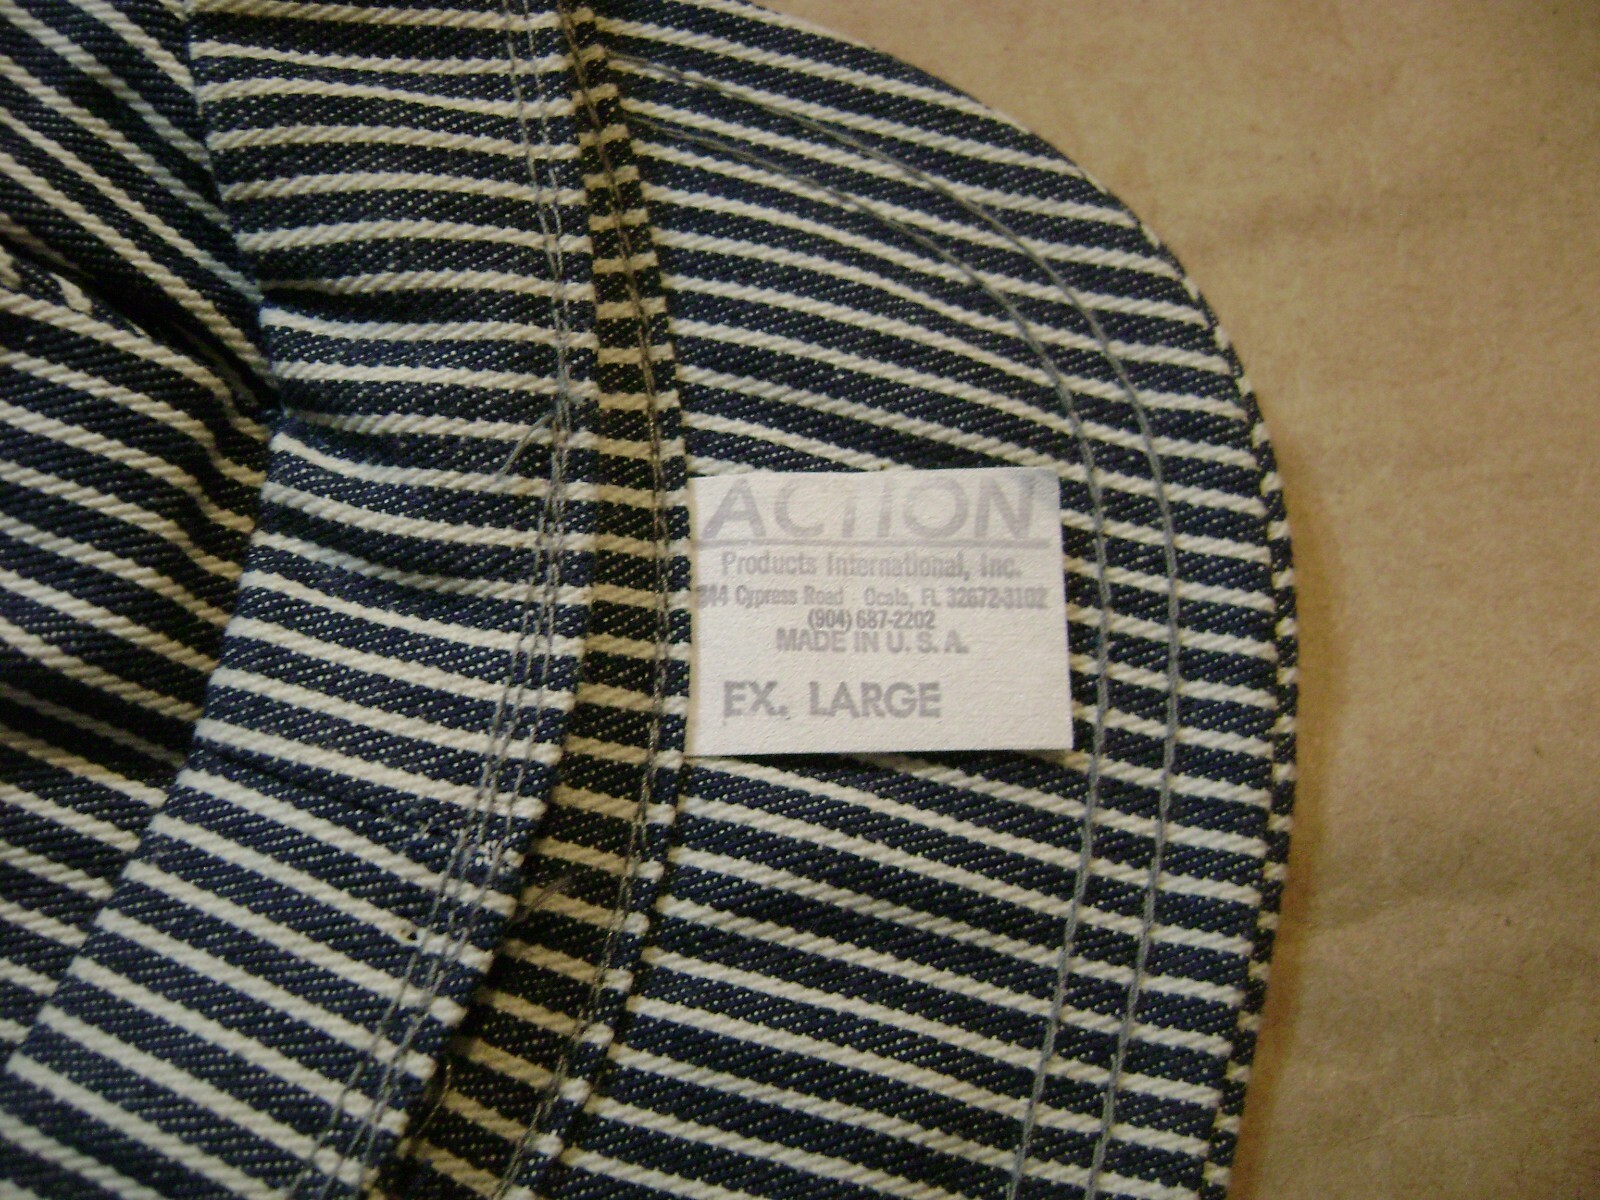 ACTION
Products International, Inc.
344 Cypress Road Ocala, FL 32672-3102
(904) 687-2202
MADE IN U. S. A.
EX. LARGE